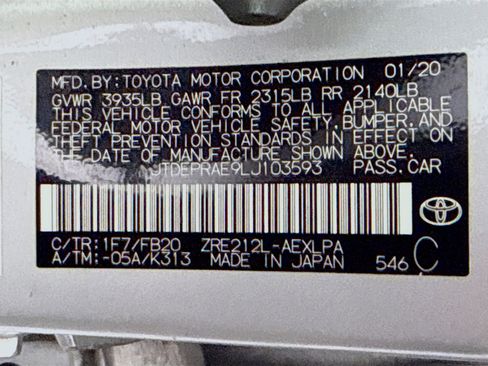 MFD.BY:TOYOTA MOTOR CORPORATION 01/20
GVWR 3935LB GAWR FR 2315LB RR 2140LB
THIS VEHICLE CONFORMS TO ALL APPLICABLE
FEDERAL MOTOR VEHICLE SAFETY, BUMPER, AND
THEFT PREVENTION STANDARDS IN EFFECT ON
THE DATE OF MANUFACTURE SHOWN ABOVE.
JTDEPRAE9LJ103593 PASS.CAR
C/TR:1F7/FB20 ZRE212L-AEXLPA
A/TM:-05A/K313 MADE IN JAPAN 546 C
TOYOTA